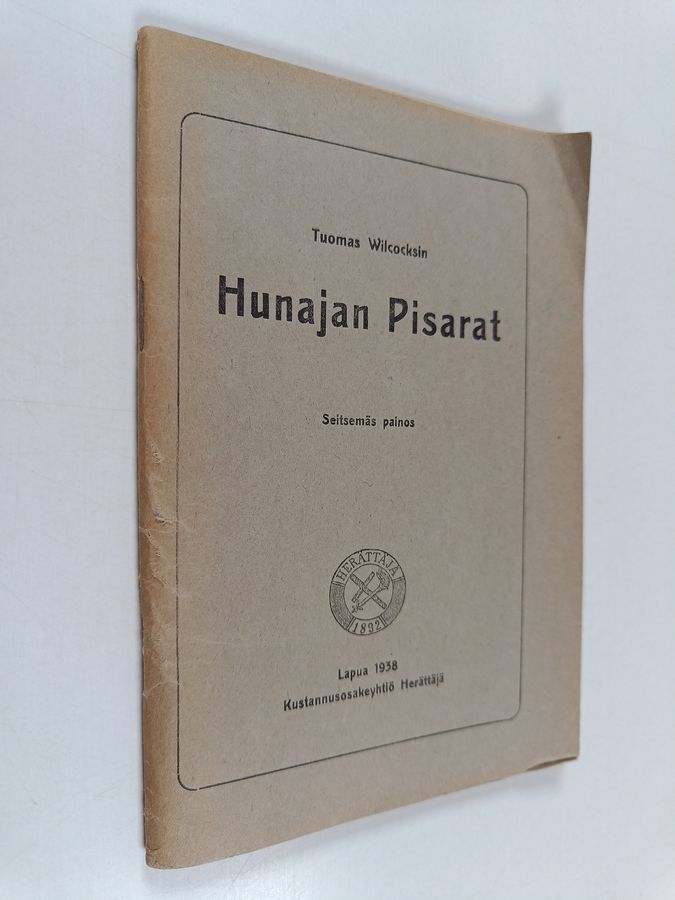 Tuomas Wilcocksin
Hunajan Pisarat
Seitsemäs painos
HERÄTTÄJÄ
1892
Lapua 1938
Kustannusosakeyhtiö Herättäjä